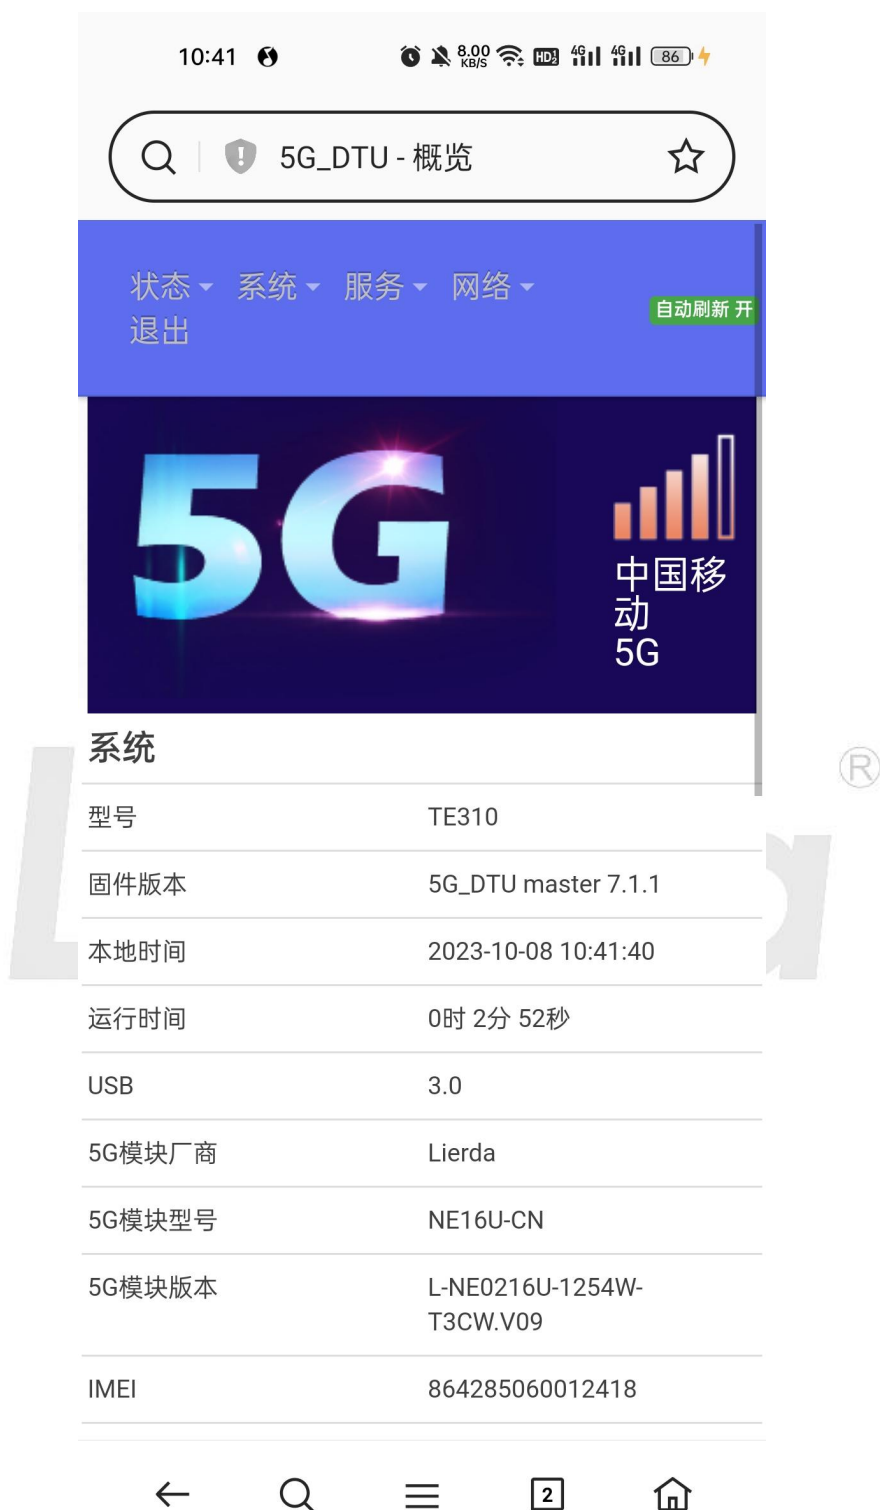 10:41 8.00 KB/S HD 4G 4G 86
5G_DTU - 概览
状态 系统 服务 网络
退出
自动刷新 开
5G
中国移
动
5G
系统
型号 TE310
固件版本 5G_DTU master 7.1.1
本地时间 2023-10-08 10:41:40
运行时间 0时 2分 52秒
USB 3.0
5G模块厂商 Lierda
5G模块型号 NE16U-CN
5G模块版本 L-NE0216U-1254W-
T3CW.V09
IMEI 864285060012418
2
®